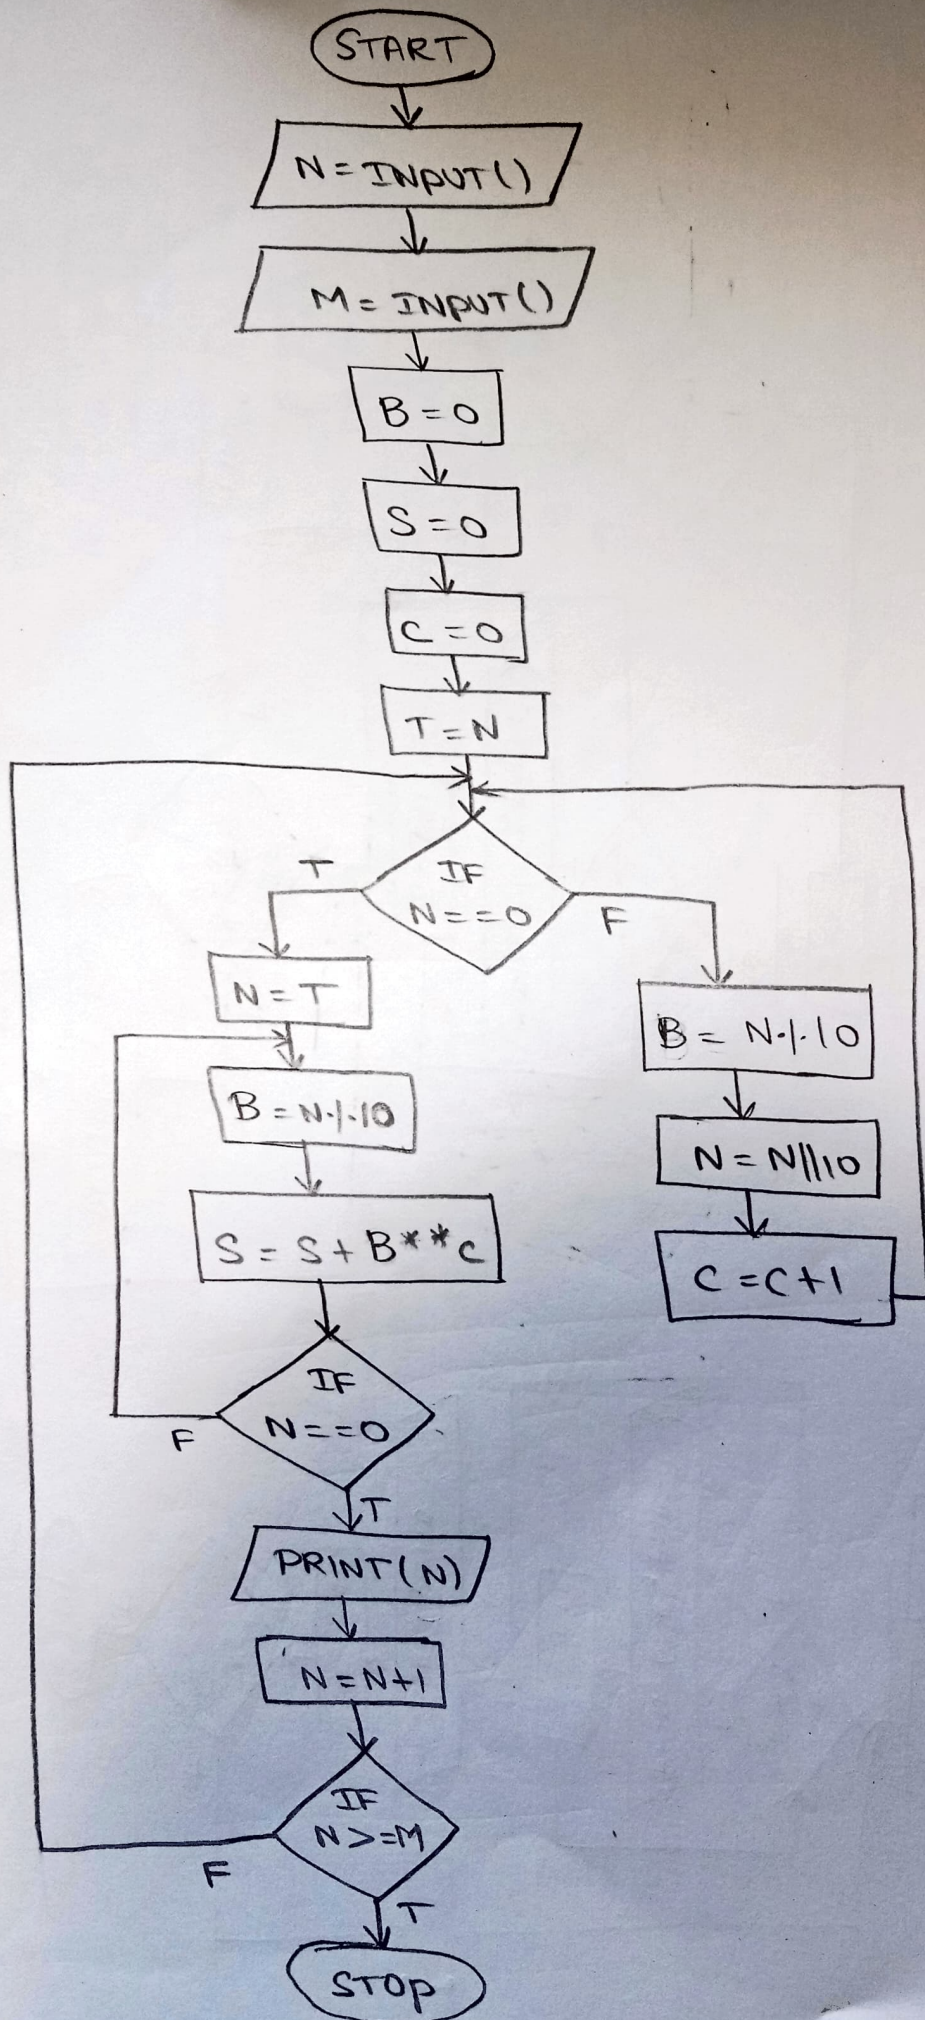 START
N = INPUT()
M = INPUT()
B = 0
S = 0
C = 0
T = N
IF
N == 0
T
F
N = T
B = N % 10
S = S + B ** C
IF
N == 0
F
T
B = N % 10
N = N // 10
C = C + 1
PRINT (N)
N = N + 1
IF
N >= M
F
T
STOP